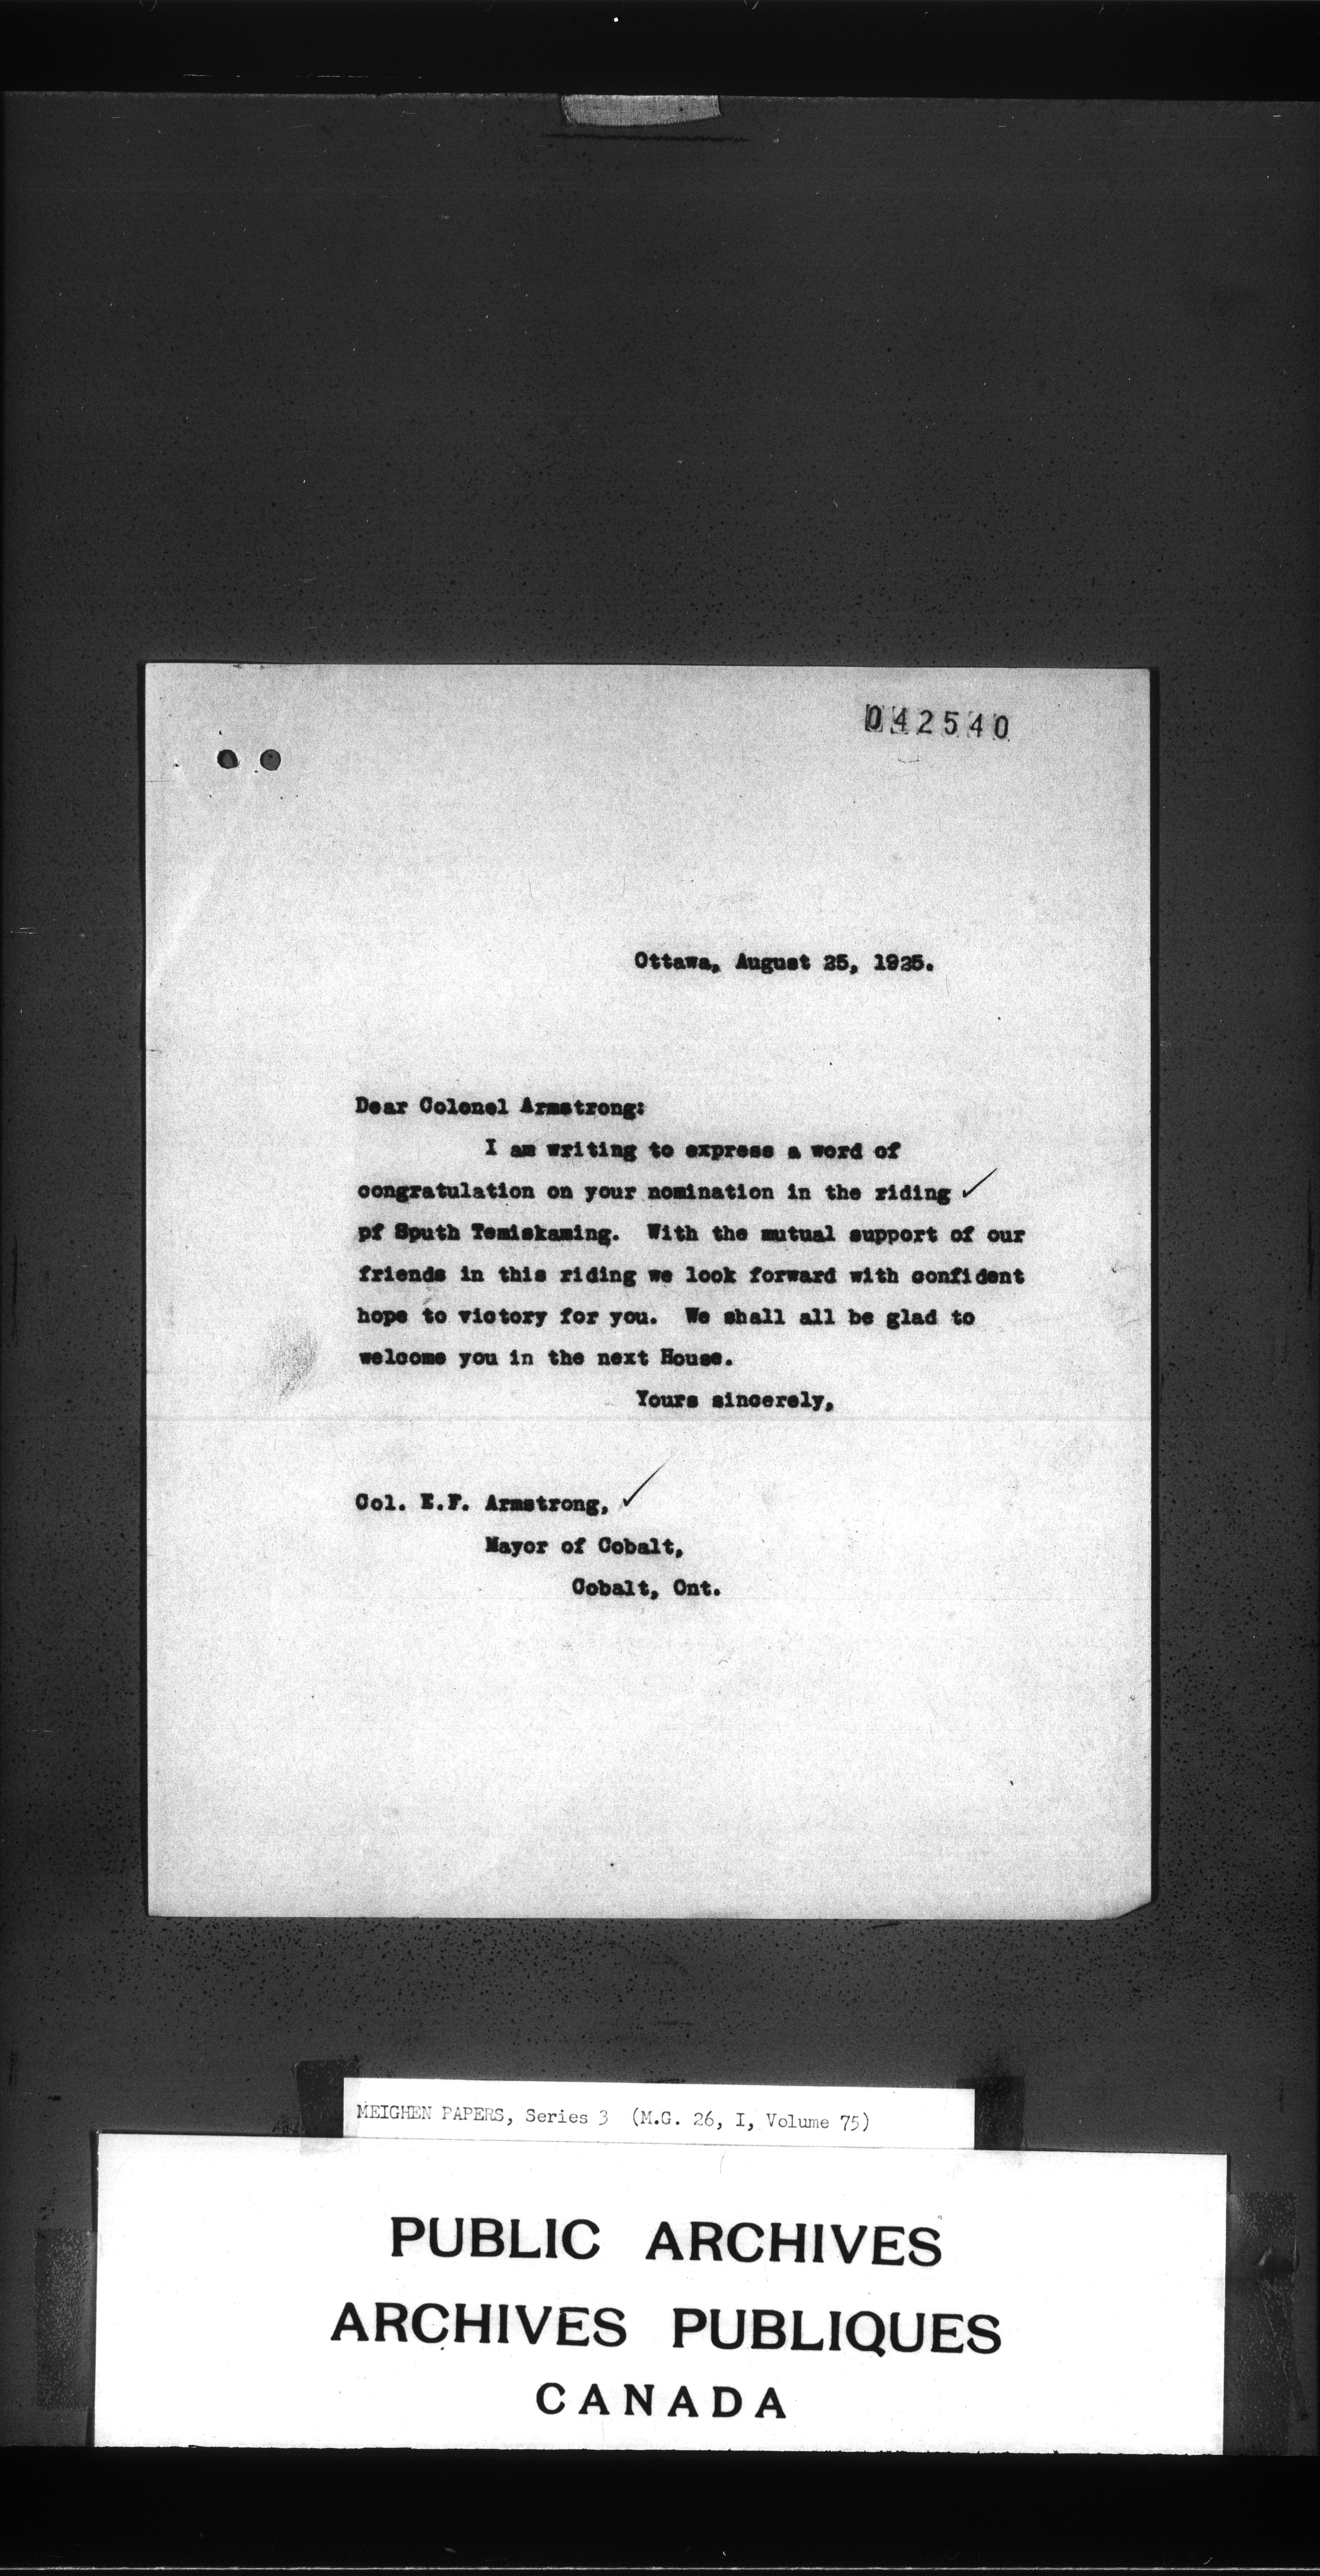 042540
Ottawa, August 25, 1925.
Dear Colonel Armstrong:
I am writing to express a word of
congratulation on your nomination in the riding
pf Sputh Temiskaming. With the mutual support of our
friends in this riding we look forward with confident
hope to victory for you. We shall all be glad to
welcome you in the next House.
Yours sincerely,
Col. E.F. Armstrong,
Mayor of Cobalt,
Cobalt, Ont.
MEIGHEN PAPERS, Series 3 (M.G. 26, I, Volume 75)
PUBLIC ARCHIVES
ARCHIVES PUBLIQUES
CANADA